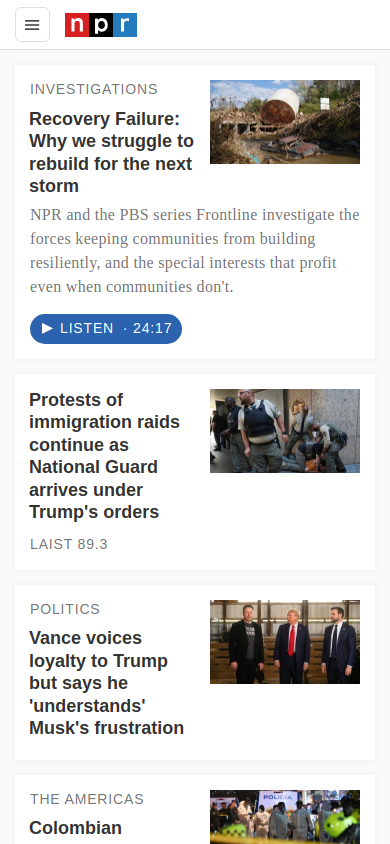 npr
INVESTIGATIONS
Recovery Failure:
Why we struggle to
rebuild for the next
storm
NPR and the PBS series Frontline investigate the
forces keeping communities from building
resiliently, and the special interests that profit
even when communities don't.
LISTEN · 24:17
Protests of
immigration raids
continue as
National Guard
arrives under
Trump's orders
LAIST 89.3
POLITICS
Vance voices
loyalty to Trump
but says he
'understands'
Musk's frustration
THE AMERICAS
POLICIA
Colombian